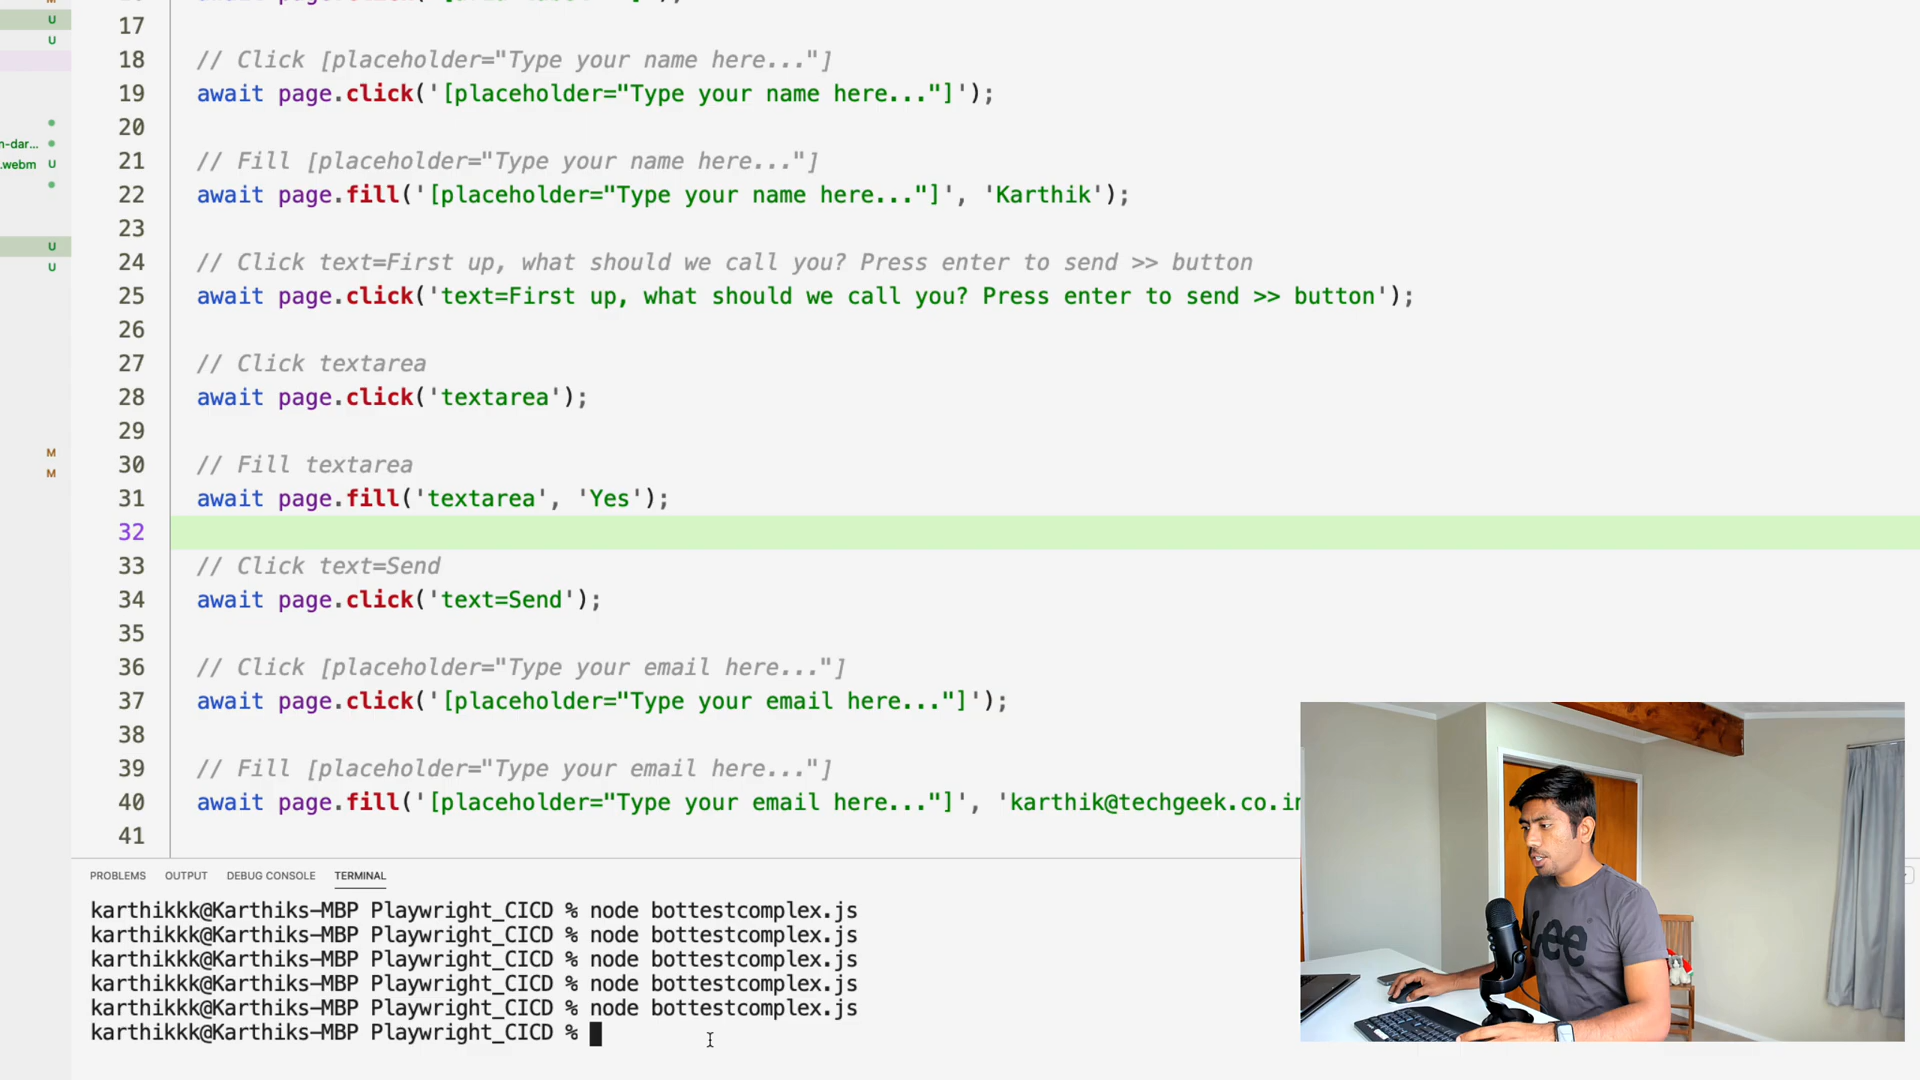 17
18 // Click [placeholder="Type your name here..."]
19 await page.click('[placeholder="Type your name here..."]');
20
21 // Fill [placeholder="Type your name here..."]
22 await page.fill('[placeholder="Type your name here..."]', 'Karthik');
23
24 // Click text=First up, what should we call you? Press enter to send >> button
25 await page.click('text=First up, what should we call you? Press enter to send >> button');
26
27 // Click textarea
28 await page.click('textarea');
29
30 // Fill textarea
31 await page.fill('textarea', 'Yes');
32
33 // Click text=Send
34 await page.click('text=Send');
35
36 // Click [placeholder="Type your email here..."]
37 await page.click('[placeholder="Type your email here..."]');
38
39 // Fill [placeholder="Type your email here..."]
40 await page.fill('[placeholder="Type your email here..."]', 'karthik@techgeek.co.in
41
U
U
n-dar...
.webm U
U
U
M
M
PROBLEMS OUTPUT DEBUG CONSOLE TERMINAL
karthikkk@Karthiks-MBP Playwright_CICD % node bottestcomplex.js
karthikkk@Karthiks-MBP Playwright_CICD % node bottestcomplex.js
karthikkk@Karthiks-MBP Playwright_CICD % node bottestcomplex.js
karthikkk@Karthiks-MBP Playwright_CICD % node bottestcomplex.js
karthikkk@Karthiks-MBP Playwright_CICD % node bottestcomplex.js
karthikkk@Karthiks-MBP Playwright_CICD %
Lee